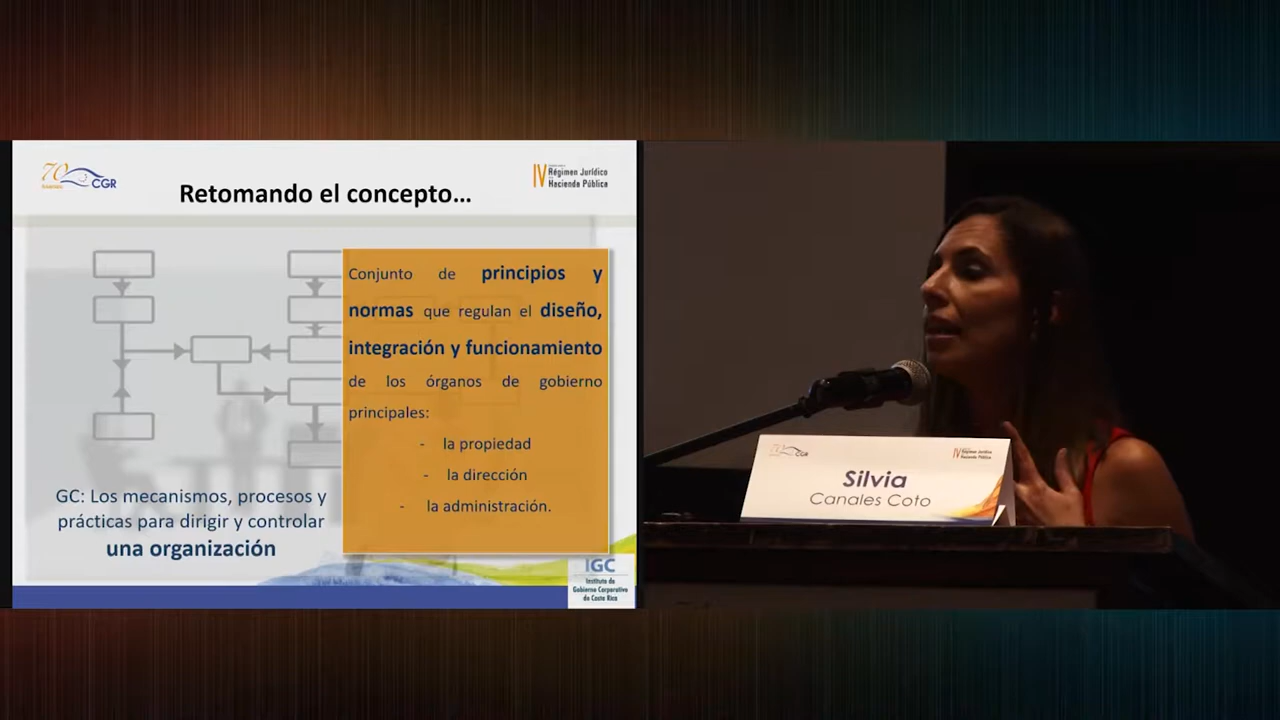 70
CGR
IV Régimen Jurídico
Hacienda Pública
Retomando el concepto...
Conjunto de principios y
normas que regulan el diseño,
integración y funcionamiento
de los órganos de gobierno
principales:
- la propiedad
- la dirección
- la administración.
GC: Los mecanismos, procesos y
prácticas para dirigir y controlar
una organización
IGC
Instituto de
Gobierno Corporativo
de Costa Rica
CGR
IV Régimen Jurídico
Hacienda Pública
Silvia
Canales Coto